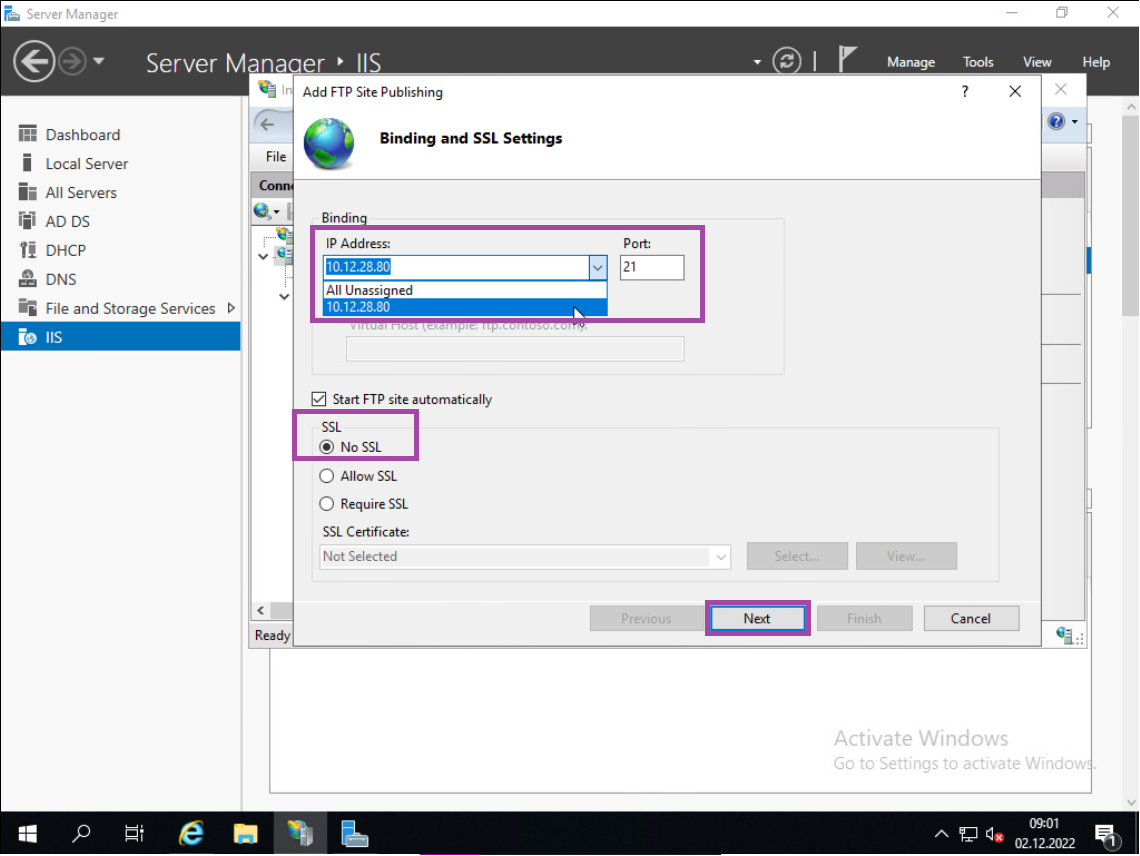 Server Manager
Server Manager ‣ IIS
Manage Tools View Help
In
Add FTP Site Publishing
?
Binding and SSL Settings
File
Conne
Dashboard
Local Server
All Servers
AD DS
DHCP
DNS
File and Storage Services
IIS
Binding
IP Address:
Port:
10.12.28.80
21
All Unassigned
10.12.28.80
Virtual Host (example: ftp.contoso.com):
Start FTP site automatically
SSL
No SSL
Allow SSL
Require SSL
SSL Certificate:
Not Selected
Select...
View...
Previous
Next
Finish
Cancel
Ready
Activate Windows
Go to Settings to activate Windows.
09:01
02.12.2022
1